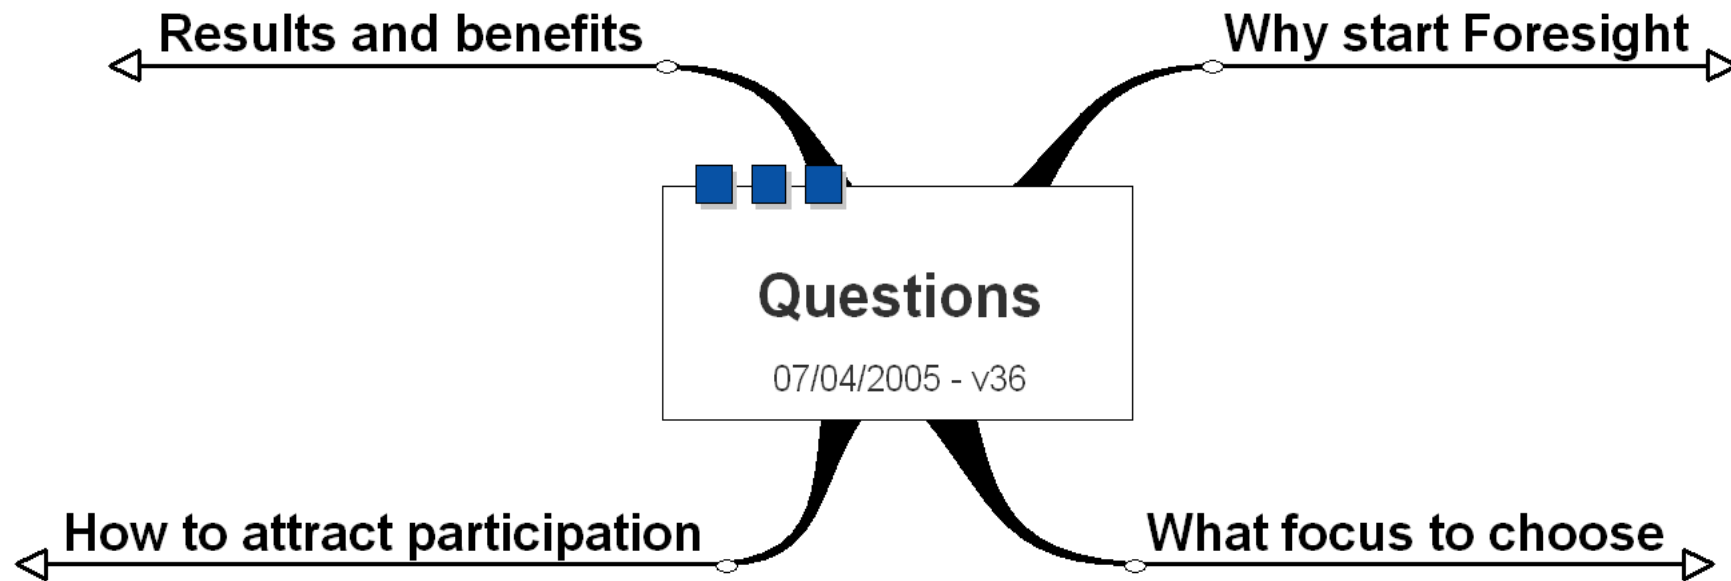 Results and benefits
Why start Foresight
Questions
07/04/2005 - v36
How to attract participation
What focus to choose